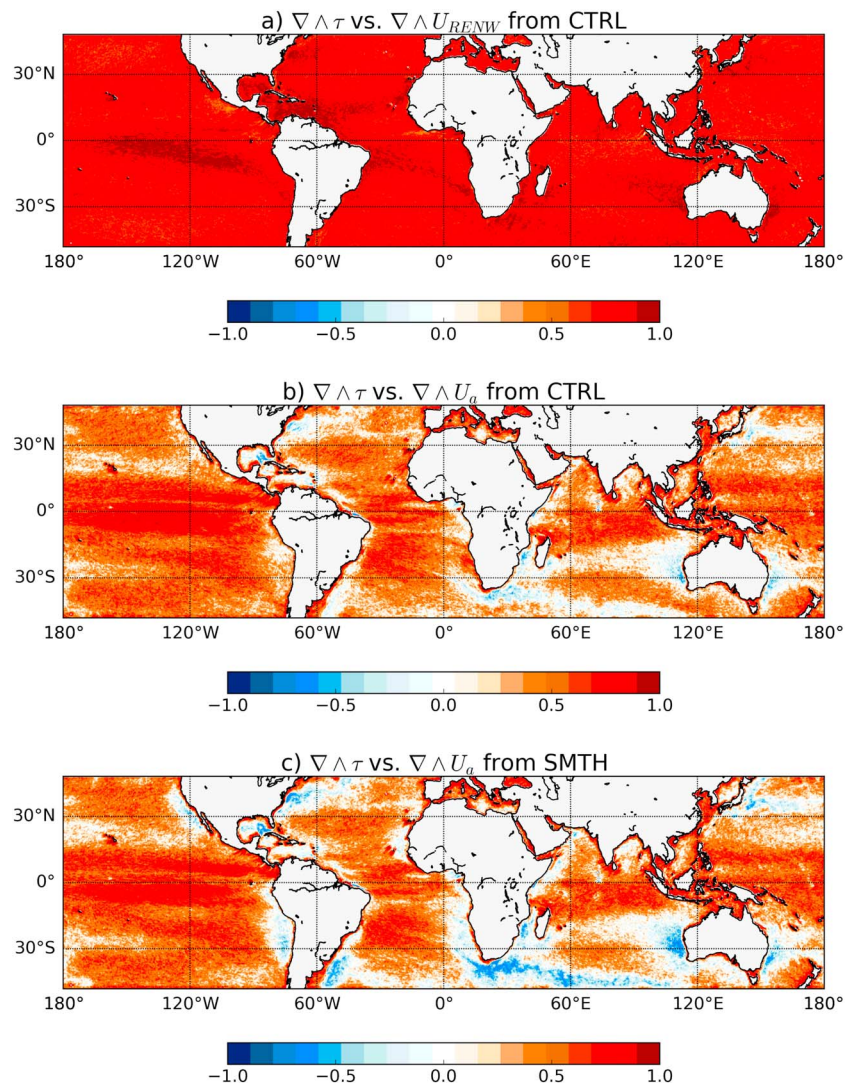 a) ∇ ∧ τ vs. ∇ ∧ U_RENW from CTRL
30°N
0°
30°S
180° 120°W 60°W 0° 60°E 120°E 180°
−1.0 −0.5 0.0 0.5 1.0
b) ∇ ∧ τ vs. ∇ ∧ U_a from CTRL
30°N
0°
30°S
180° 120°W 60°W 0° 60°E 120°E 180°
−1.0 −0.5 0.0 0.5 1.0
c) ∇ ∧ τ vs. ∇ ∧ U_a from SMTH
30°N
0°
30°S
180° 120°W 60°W 0° 60°E 120°E 180°
−1.0 −0.5 0.0 0.5 1.0